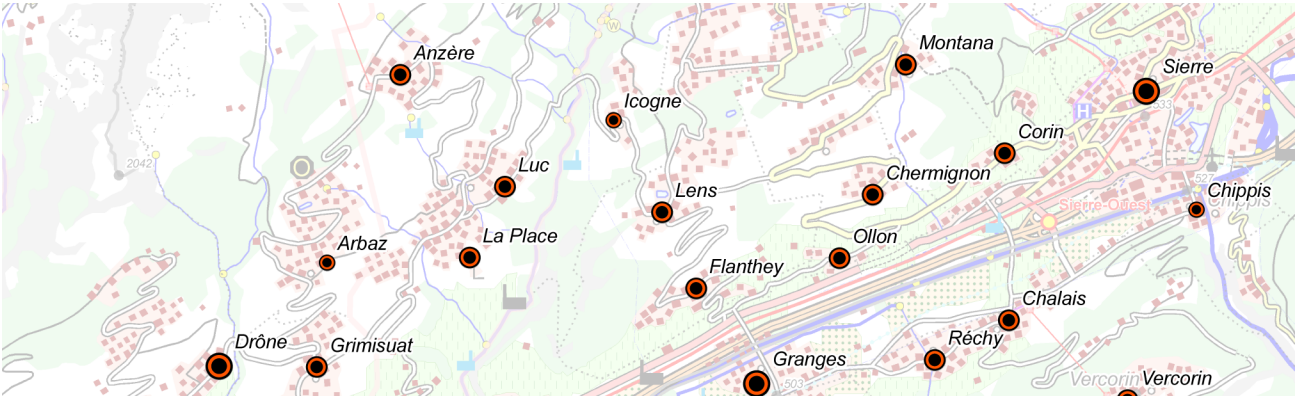 Anzère
Montana
Sierre
W
Icogne
533
H
Corin
2042
Luc
Chermignon
Lens
527
Chippis
Chippis
Sierre-Ouest
Arbaz
La Place
Ollon
Flanthey
Chalais
Drône
Grimisuat
Réchy
Granges
503
Vercorin
Vercorin